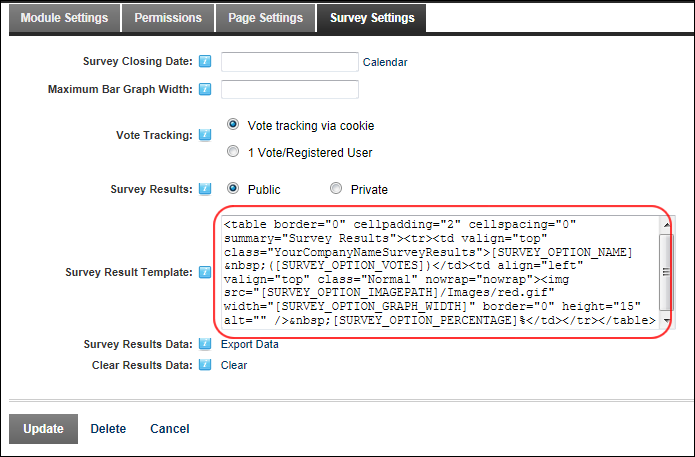 Module Settings Permissions Page Settings Survey Settings
Survey Closing Date: Calendar
Maximum Bar Graph Width:
Vote Tracking: Vote tracking via cookie
1 Vote/Registered User
Survey Results: Public Private
Survey Result Template:
<table border="0" cellpadding="2" cellspacing="0"
summary="Survey Results"><tr><td valign="top"
class="YourCompanyNameSurveyResults">[SURVEY_OPTION_NAME]
&nbsp;([SURVEY_OPTION_VOTES])</td><td align="left"
valign="top" class="Normal" nowrap="nowrap"><img
src="[SURVEY_OPTION_IMAGEPATH]/Images/red.gif"
width="[SURVEY_OPTION_GRAPH_WIDTH]" border="0" height="15"
alt="" />&nbsp;[SURVEY_OPTION_PERCENTAGE]%</td></tr></table>
Survey Results Data: Export Data
Clear Results Data: Clear
Update Delete Cancel